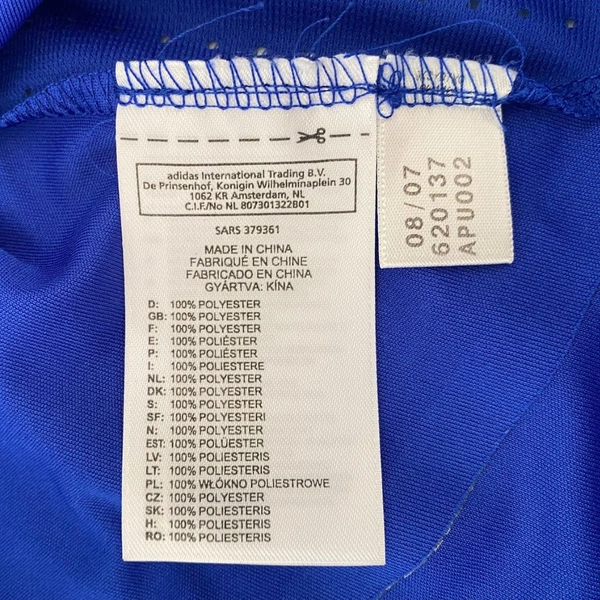 adidas International Trading B.V.
De Prinsenhof, Konigin Wilhelminaplein 30
1062 KR Amsterdam, NL
C.I.F./No NL 807301322B01
SARS 379361
MADE IN CHINA
FABRIQUÉ EN CHINE
FABRICADO EN CHINA
GYÁRTVA: KÍNA
D: 100% POLYESTER
GB: 100% POLYESTER
F: 100% POLYESTER
E: 100% POLIÉSTER
P: 100% POLIÉSTER
I: 100% POLIESTERE
NL: 100% POLYESTER
DK: 100% POLYESTER
S: 100% POLYESTER
SF: 100% POLYESTERI
N: 100% POLYESTER
EST: 100% POLÜESTER
LV: 100% POLIESTERIS
LT: 100% POLIESTERIS
PL: 100% WŁÓKNO POLIESTROWE
CZ: 100% POLYESTER
SK: 100% POLYESTERIS
H: 100% POLYESTER
RO: 100% POLIESTERIS
08/07
620137
APU002